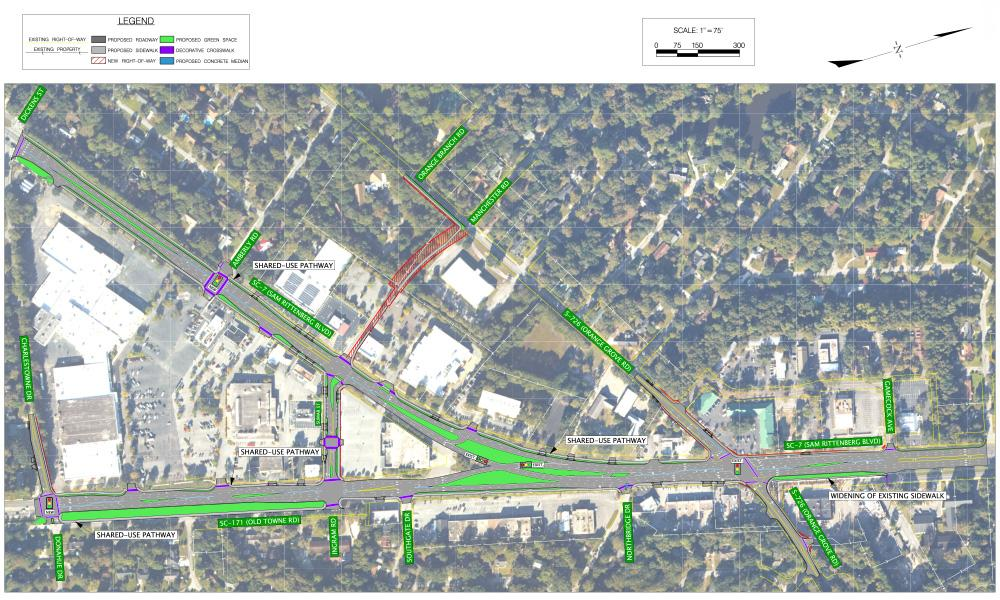 LEGEND
EXISTING RIGHT-OF-WAY
EXISTING PROPERTY
PROPOSED ROADWAY
PROPOSED SIDEWALK
NEW RIGHT-OF-WAY
PROPOSED GREEN SPACE
DECORATIVE CROSSWALK
PROPOSED CONCRETE MEDIAN
SCALE: 1"=75'
0 75 150 300
DICKENS ST
ORANGE BRANCH RD
MANCHESTER RD
AMBERLY RD
SHARED-USE PATHWAY
SC-7 (SAM RITTENBERG BLVD)
S-726 (ORANGE GROVE RD)
CHARLESTOWNE DR
GAMECOCK AVE
SHARED-USE PATHWAY
SC-7 (SAM RITTENBERG BLVD)
SHARED-USE PATHWAY
WIDENING OF EXISTING SIDEWALK
NEW
SC-171 (OLD TOWNE RD)
SHARED-USE PATHWAY
DONAHUE DR
INGRAM RD
SOUTHGATE DR
NORTHBRIDGE DR
S-726 (ORANGE GROVE RD)